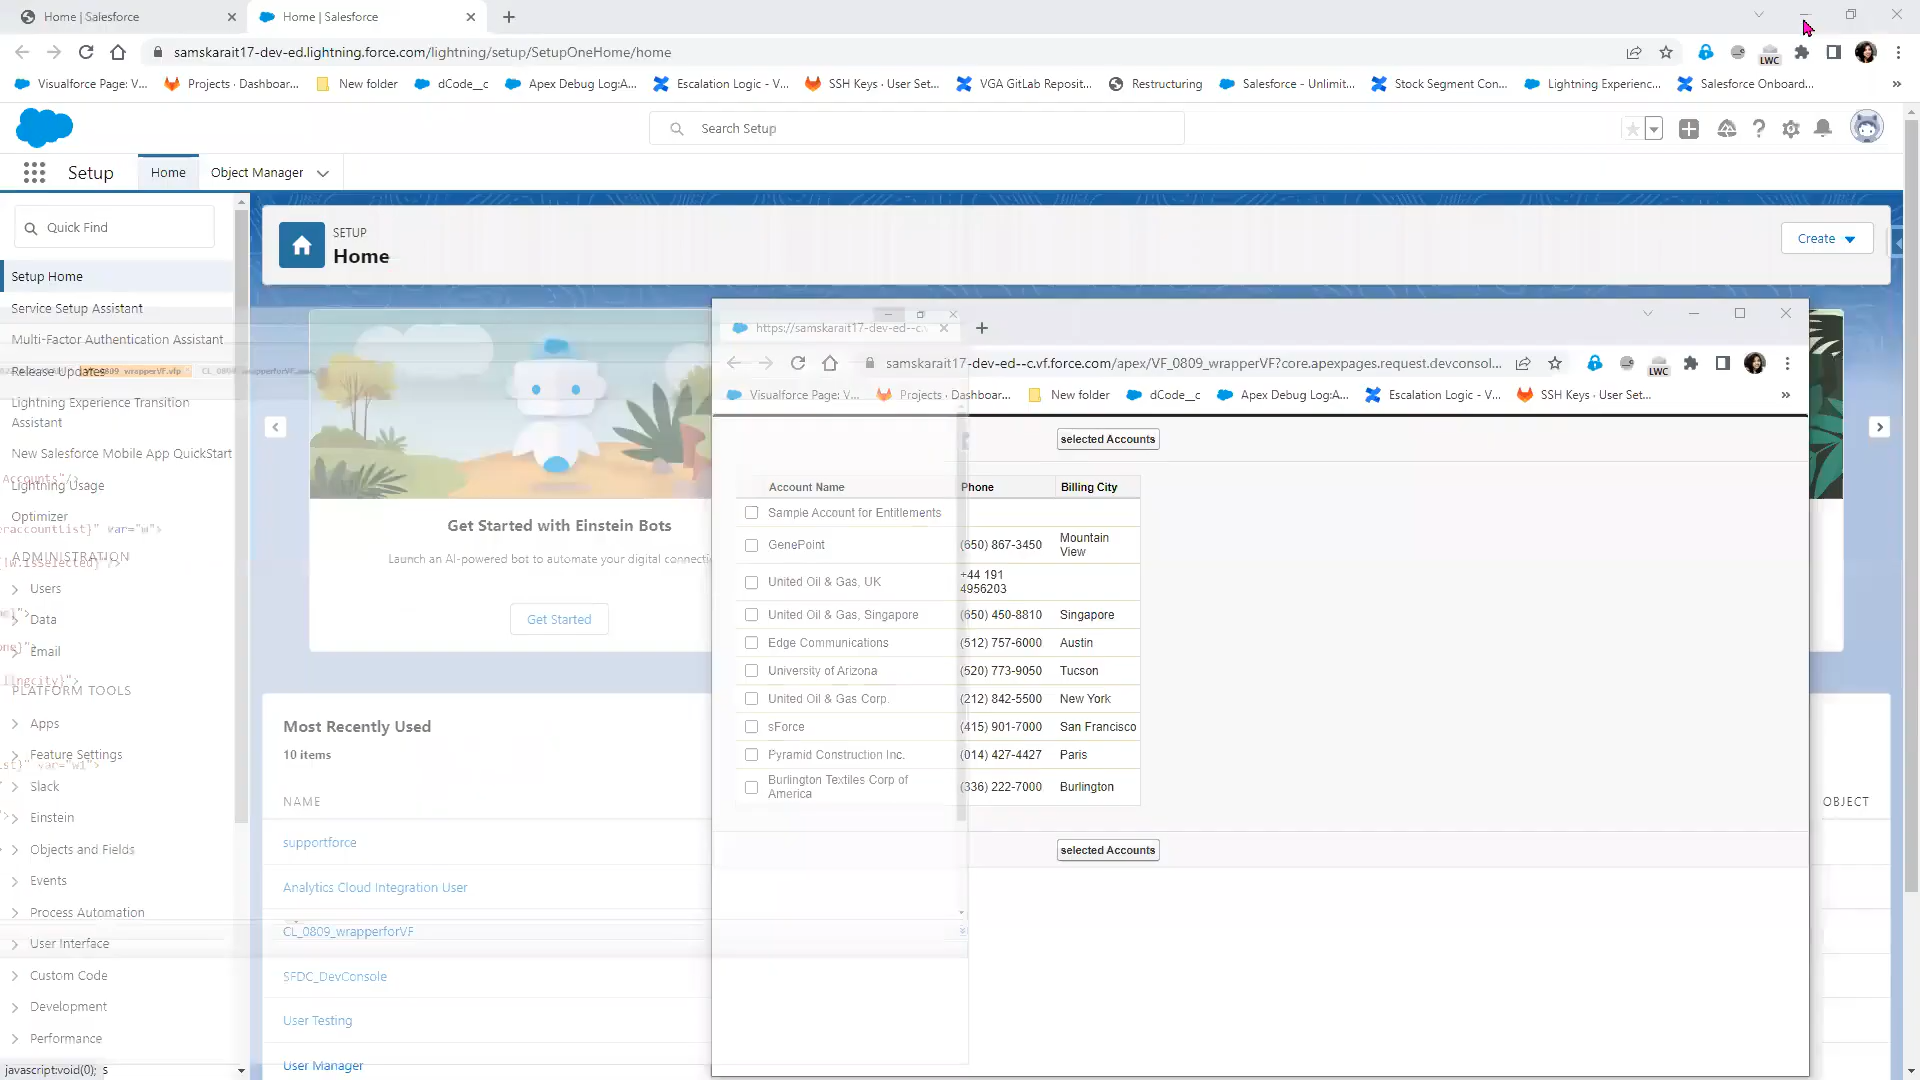 Home | Salesforce
Home | Salesforce
samskarait17-dev-ed.lightning.force.com/lightning/setup/SetupOneHome/home
LWC
Visualforce Page: V...
Projects · Dashboar...
New folder
dCode__c
Apex Debug Log:A...
Escalation Logic - V...
SSH Keys · User Set...
VGA GitLab Reposit...
Restructuring
Salesforce - Unlimit...
Stock Segment Con...
Lightning Experienc...
Salesforce Onboard...
»
Search Setup
Setup
Home
Object Manager
Quick Find
SETUP
Home
Create
Setup Home
Service Setup Assistant
Multi-Factor Authentication Assistant
Release Updates
Lightning Experience Transition
Assistant
New Salesforce Mobile App QuickStart
Lightning Usage
Optimizer
ADMINISTRATION
Users
Data
Email
PLATFORM TOOLS
Apps
Feature Settings
Slack
Einstein
Objects and Fields
Events
Process Automation
User Interface
Custom Code
Development
Performance
javascript:void(0);
Accounts"/>
eraccountlist}" var="w">
!w.isselected}"/>
ingcity}">
st}" var="w1">
Get Started with Einstein Bots
Launch an AI-powered bot to automate your digital connecti
Get Started
Most Recently Used
10 items
NAME
OBJECT
supportforce
Analytics Cloud Integration User
CL_0809_wrapperforVF
SFDC_DevConsole
User Testing
User Manager
https://samskarait17-dev-ed--c.
samskarait17-dev-ed--c.vf.force.com/apex/VF_0809_wrapperVF?core.apexpages.request.devconsol...
LWC
Visualforce Page: V...
Projects · Dashboar...
New folder
dCode__c
Apex Debug Log:A...
Escalation Logic - V...
SSH Keys · User Set...
»
selected Accounts
Account Name Phone Billing City
Sample Account for Entitlements
GenePoint (650) 867-3450 Mountain
View
United Oil & Gas, UK +44 191
4956203
United Oil & Gas, Singapore (650) 450-8810 Singapore
Edge Communications (512) 757-6000 Austin
University of Arizona (520) 773-9050 Tucson
United Oil & Gas Corp. (212) 842-5500 New York
sForce (415) 901-7000 San Francisco
Pyramid Construction Inc. (014) 427-4427 Paris
Burlington Textiles Corp of
America (336) 222-7000 Burlington
selected Accounts